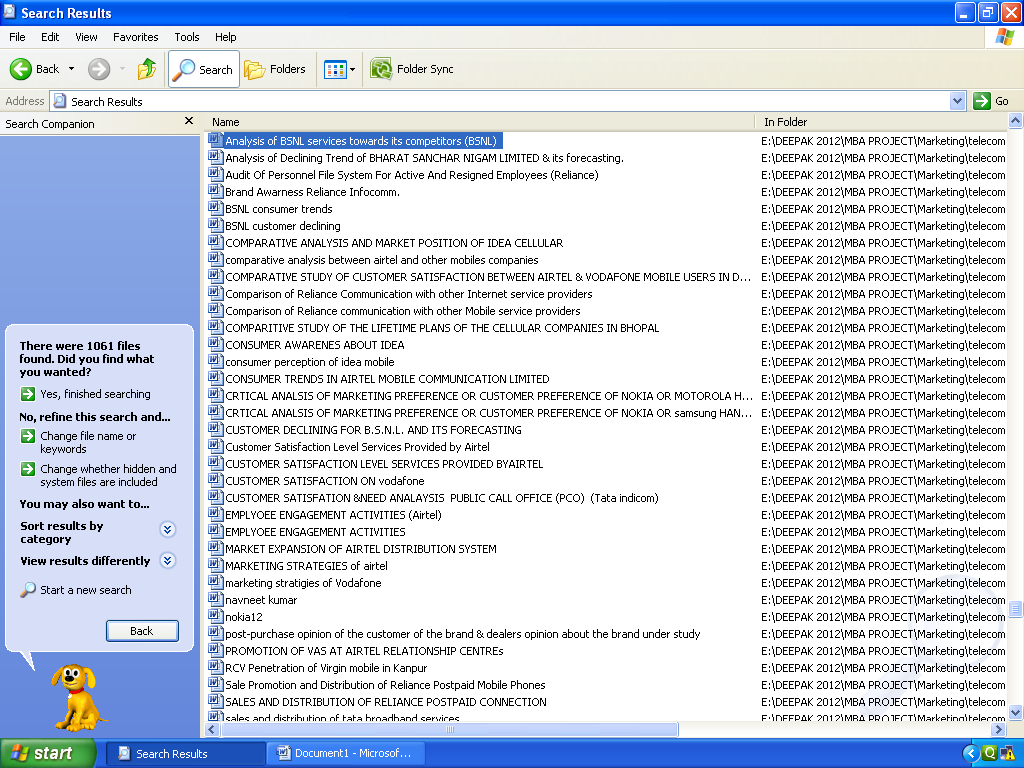 Search Results
File Edit View Favorites Tools Help
Back Search Folders Folder Sync
Address Search Results Go
Search Companion
There were 1061 files
found. Did you find what
you wanted?
Yes, finished searching
No, refine this search and...
Change file name or
keywords
Change whether hidden and
system files are included
You may also want to...
Sort results by
category
View results differently
Start a new search
Back
Name In Folder
Analysis of BSNL services towards its competitors (BSNL) E:\DEEPAK 2012\MBA PROJECT\Marketing\telecom
Analysis of Declining Trend of BHARAT SANCHAR NIGAM LIMITED & its forecasting. E:\DEEPAK 2012\MBA PROJECT\Marketing\telecom
Audit Of Personnel File System For Active And Resigned Employees (Reliance) E:\DEEPAK 2012\MBA PROJECT\Marketing\telecom
Brand Awarness Reliance Infocomm. E:\DEEPAK 2012\MBA PROJECT\Marketing\telecom
BSNL consumer trends E:\DEEPAK 2012\MBA PROJECT\Marketing\telecom
BSNL customer declining E:\DEEPAK 2012\MBA PROJECT\Marketing\telecom
COMPARATIVE ANALYSIS AND MARKET POSITION OF IDEA CELLULAR E:\DEEPAK 2012\MBA PROJECT\Marketing\telecom
comparative analysis between airtel and other mobiles companies E:\DEEPAK 2012\MBA PROJECT\Marketing\telecom
COMPARATIVE STUDY OF CUSTOMER SATISFACTION BETWEEN AIRTEL & VODAFONE MOBILE USERS IN D... E:\DEEPAK 2012\MBA PROJECT\Marketing\telecom
Comparison of Reliance Communication with other Internet service providers E:\DEEPAK 2012\MBA PROJECT\Marketing\telecom
Comparison of Reliance communication with other Mobile service providers E:\DEEPAK 2012\MBA PROJECT\Marketing\telecom
COMPARITIVE STUDY OF THE LIFETIME PLANS OF THE CELLULAR COMPANIES IN BHOPAL E:\DEEPAK 2012\MBA PROJECT\Marketing\telecom
CONSUMER AWARENES ABOUT IDEA E:\DEEPAK 2012\MBA PROJECT\Marketing\telecom
consumer perception of idea mobile E:\DEEPAK 2012\MBA PROJECT\Marketing\telecom
CONSUMER TRENDS IN AIRTEL MOBILE COMMUNICATION LIMITED E:\DEEPAK 2012\MBA PROJECT\Marketing\telecom
CRTICAL ANALSIS OF MARKETING PREFERENCE OR CUSTOMER PREFERENCE OF NOKIA OR MOTOROLA H... E:\DEEPAK 2012\MBA PROJECT\Marketing\telecom
CRTICAL ANALSIS OF MARKETING PREFERENCE OR CUSTOMER PREFERENCE OF NOKIA OR samsung HAN... E:\DEEPAK 2012\MBA PROJECT\Marketing\telecom
CUSTOMER DECLINING FOR B.S.N.L. AND ITS FORECASTING E:\DEEPAK 2012\MBA PROJECT\Marketing\telecom
Customer Satisfaction Level Services Provided by Airtel E:\DEEPAK 2012\MBA PROJECT\Marketing\telecom
CUSTOMER SATISFACTION LEVEL SERVICES PROVIDED BYAIRTEL E:\DEEPAK 2012\MBA PROJECT\Marketing\telecom
CUSTOMER SATISFACTION ON vodafone E:\DEEPAK 2012\MBA PROJECT\Marketing\telecom
CUSTOMER SATISFATION &NEED ANALAYSIS PUBLIC CALL OFFICE (PCO) (Tata indicom) E:\DEEPAK 2012\MBA PROJECT\Marketing\telecom
EMPLYOEE ENGAGEMENT ACTIVITIES (Airtel) E:\DEEPAK 2012\MBA PROJECT\Marketing\telecom
EMPLYOEE ENGAGEMENT ACTIVITIES E:\DEEPAK 2012\MBA PROJECT\Marketing\telecom
MARKET EXPANSION OF AIRTEL DISTRIBUTION SYSTEM E:\DEEPAK 2012\MBA PROJECT\Marketing\telecom
MARKETING STRATEGIES of airtel E:\DEEPAK 2012\MBA PROJECT\Marketing\telecom
marketing stratigies of Vodafone E:\DEEPAK 2012\MBA PROJECT\Marketing\telecom
navneet kumar E:\DEEPAK 2012\MBA PROJECT\Marketing\telecom
nokia12 E:\DEEPAK 2012\MBA PROJECT\Marketing\telecom
post-purchase opinion of the customer of the brand & dealers opinion about the brand under study E:\DEEPAK 2012\MBA PROJECT\Marketing\telecom
PROMOTION OF VAS AT AIRTEL RELATIONSHIP CENTREs E:\DEEPAK 2012\MBA PROJECT\Marketing\telecom
RCV Penetration of Virgin mobile in Kanpur E:\DEEPAK 2012\MBA PROJECT\Marketing\telecom
Sale Promotion and Distribution of Reliance Postpaid Mobile Phones E:\DEEPAK 2012\MBA PROJECT\Marketing\telecom
SALES AND DISTRIBUTION OF RELIANCE POSTPAID CONNECTION E:\DEEPAK 2012\MBA PROJECT\Marketing\telecom
sales and distribution of tata broadband services E:\DEEPAK 2012\MBA PROJECT\Marketing\telecom
start Search Results Document1 - Microsof...